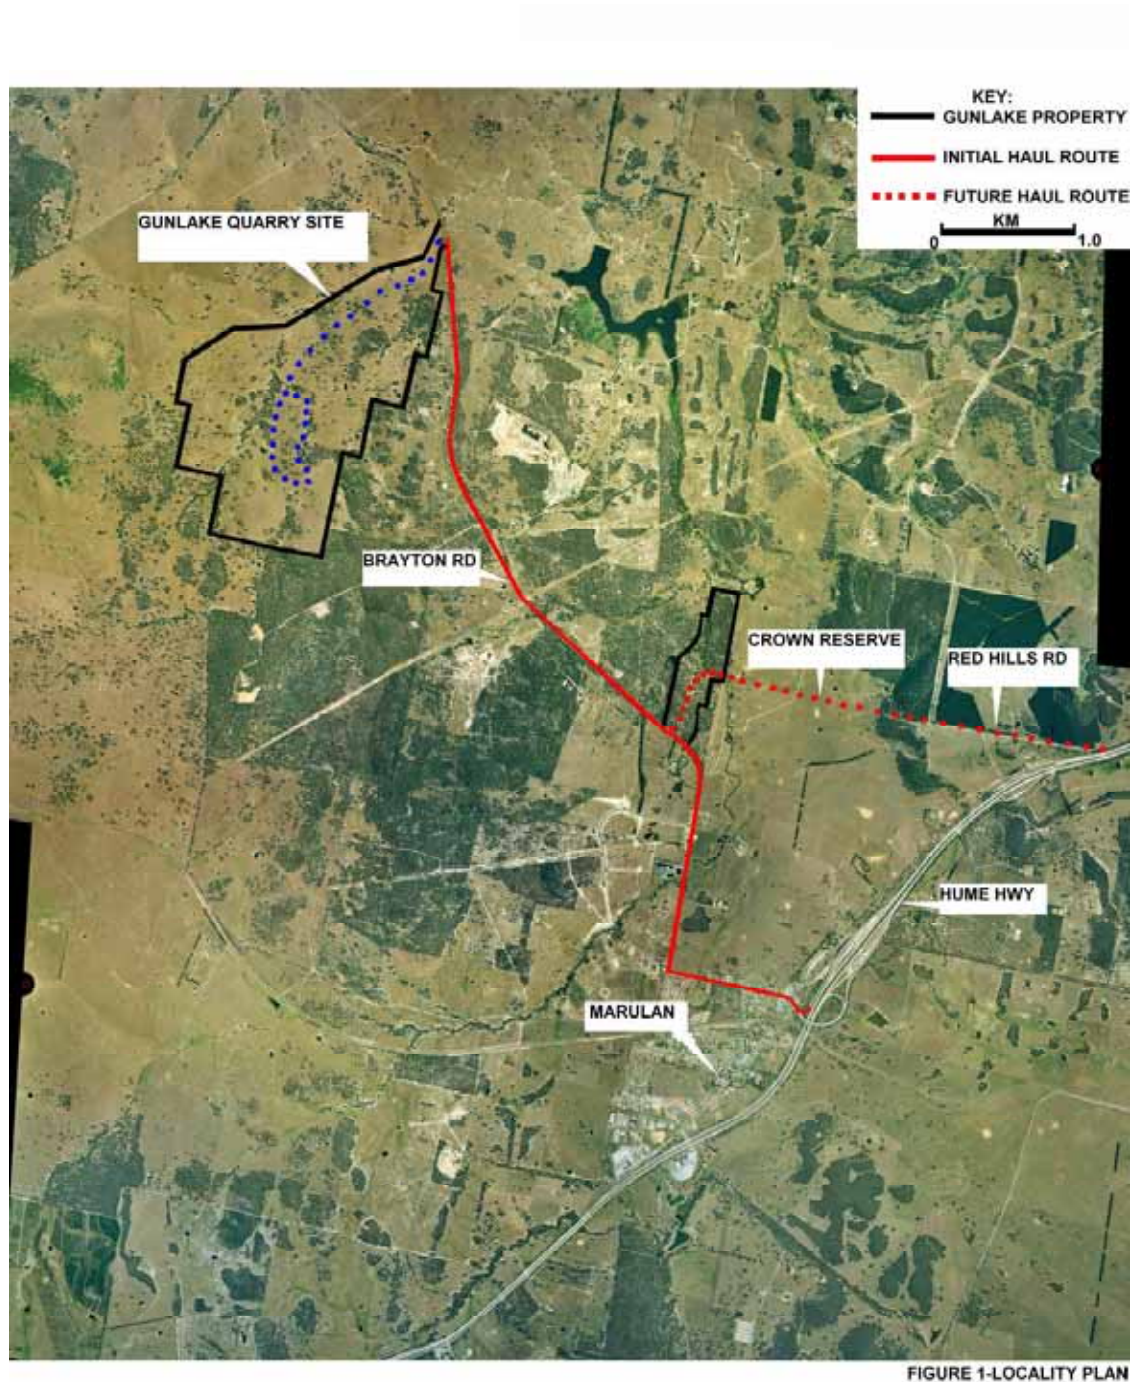 KEY:
GUNLAKE PROPERTY
INITIAL HAUL ROUTE
FUTURE HAUL ROUTE
KM
0 1.0
GUNLAKE QUARRY SITE
BRAYTON RD
CROWN RESERVE
RED HILLS RD
HUME HWY
MARULAN
FIGURE 1-LOCALITY PLAN